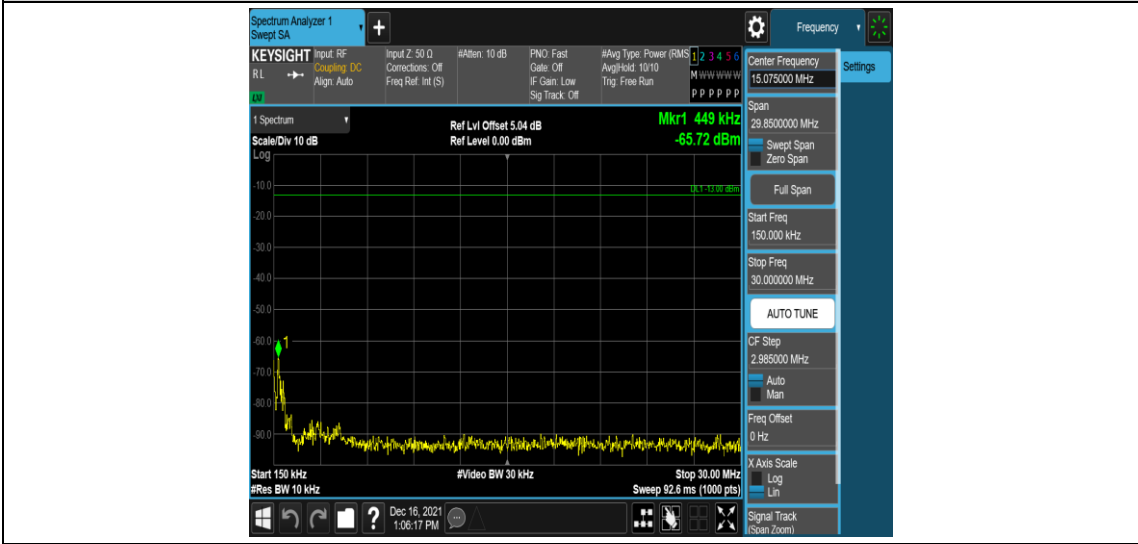 Spectrum Analyzer 1
Swept SA
+
Frequency
KEYSIGHT
R L
LNI
Input: RF
Coupling: DC
Align: Auto
Input Z: 50 Ω
Corrections: Off
Freq Ref: Int (S)
#Atten: 10 dB
PNO: Fast
Gate: Off
IF Gain: Low
Sig Track: Off
#Avg Type: Power (RMS
Avg|Hold: 10/10
Trig: Free Run
1 2 3 4 5 6
M W W W W W
P P P P P P
1 Spectrum
Scale/Div 10 dB
Log
Ref Lvl Offset 5.04 dB
Ref Level 0.00 dBm
Mkr1 449 kHz
-65.72 dBm
DL1 -13.00 dBm
-10.0
-20.0
-30.0
-40.0
-50.0
-60.0
1
-70.0
-80.0
-90.0
Start 150 kHz
#Res BW 10 kHz
#Video BW 30 kHz
Stop 30.00 MHz
Sweep 92.6 ms (1000 pts)
?
Dec 16, 2021
1:06:17 PM
Center Frequency
15.075000 MHz
Settings
Span
29.8500000 MHz
Swept Span
Zero Span
Full Span
Start Freq
150.000 kHz
Stop Freq
30.000000 MHz
AUTO TUNE
CF Step
2.985000 MHz
Auto
Man
Freq Offset
0 Hz
X Axis Scale
Log
Lin
Signal Track
(Span Zoom)